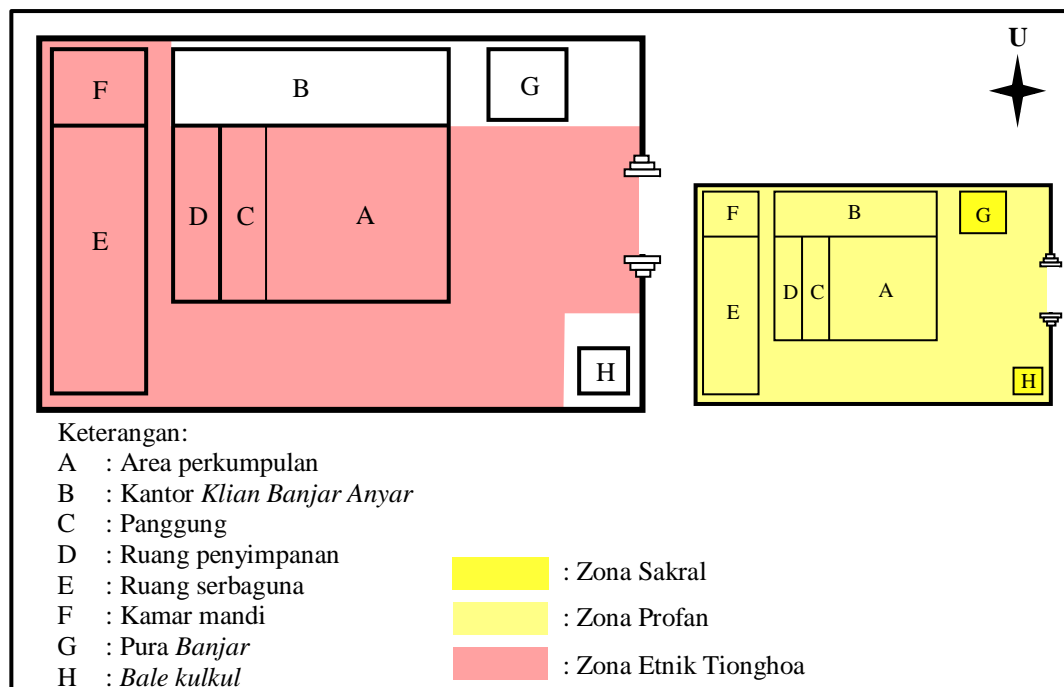 U
F
B
G
D
C
A
E
H
F
B
G
D
C
A
E
H
Keterangan:
A : Area perkumpulan
B : Kantor Klian Banjar Anyar
C : Panggung
D : Ruang penyimpanan
E : Ruang serbaguna
F : Kamar mandi
G : Pura Banjar
H : Bale kulkul
: Zona Sakral
: Zona Profan
: Zona Etnik Tionghoa